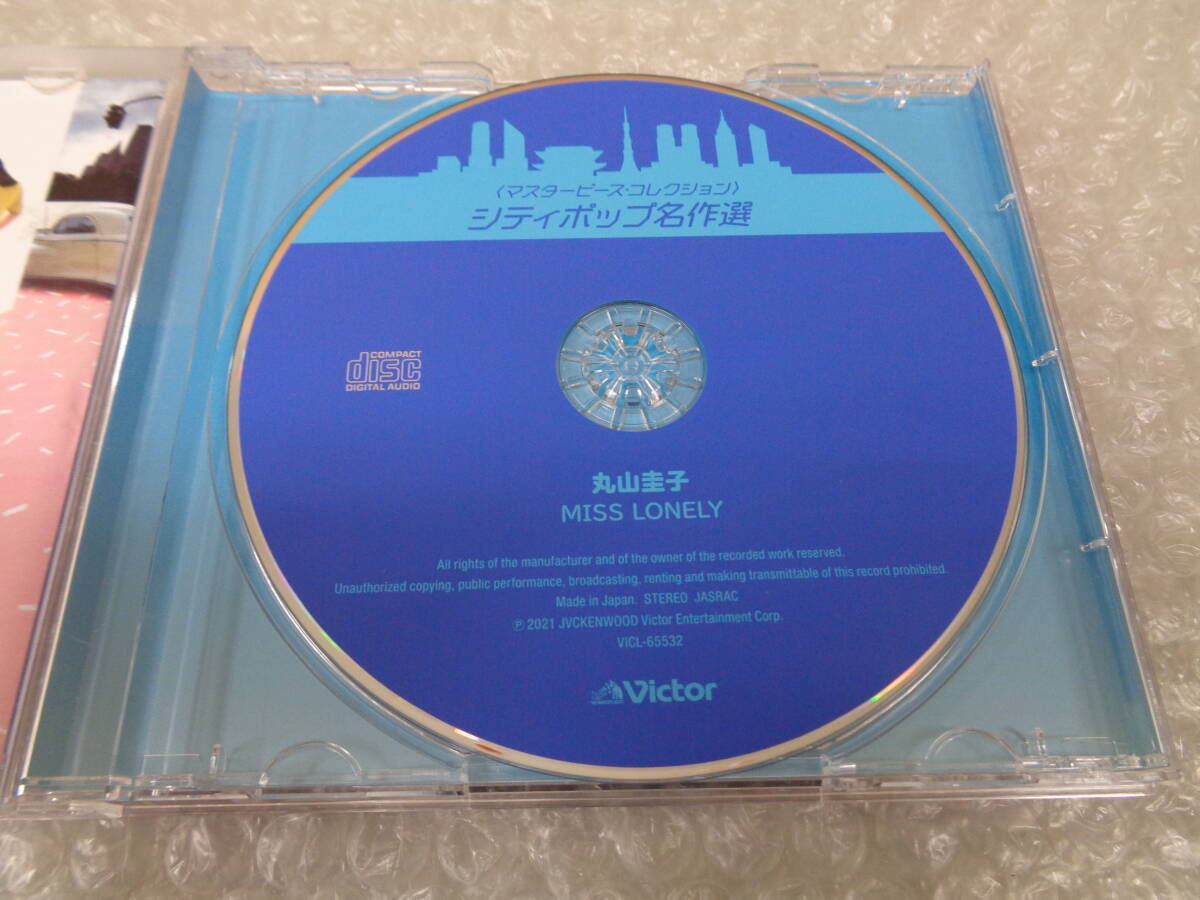 〈マスターピース・コレクション〉
シティポップ名作選
COMPACT
disc
DIGITAL AUDIO
丸山圭子
MISS LONELY
All rights of the manufacturer and of the owner of the recorded work reserved.
Unauthorized copying, public performance, broadcasting, renting and making transmittable of this record prohibited.
Made in Japan. STEREO JASRAC
Ⓟ 2021 JVCKENWOOD Victor Entertainment Corp.
VICL-65532
Victor